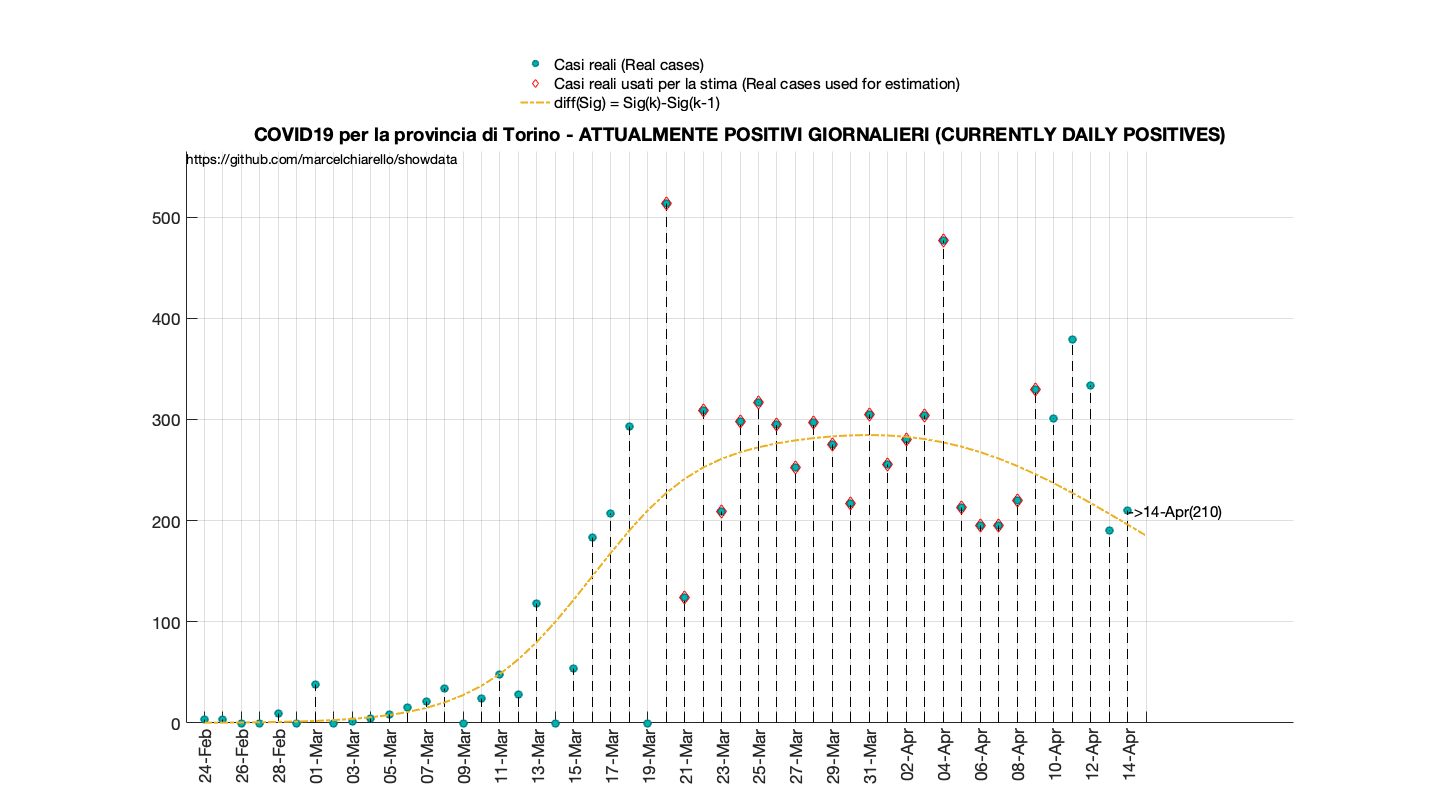 Casi reali (Real cases)
Casi reali usati per la stima (Real cases used for estimation)
diff(Sig) = Sig(k)-Sig(k-1)
COVID19 per la provincia di Torino - ATTUALMENTE POSITIVI GIORNALIERI (CURRENTLY DAILY POSITIVES)
https://github.com/marcelchiarello/showdata
500
400
300
200
100
0
->14-Apr(210)
24-Feb
26-Feb
28-Feb
01-Mar
03-Mar
05-Mar
07-Mar
09-Mar
11-Mar
13-Mar
15-Mar
17-Mar
19-Mar
21-Mar
23-Mar
25-Mar
27-Mar
29-Mar
31-Mar
02-Apr
04-Apr
06-Apr
08-Apr
10-Apr
12-Apr
14-Apr